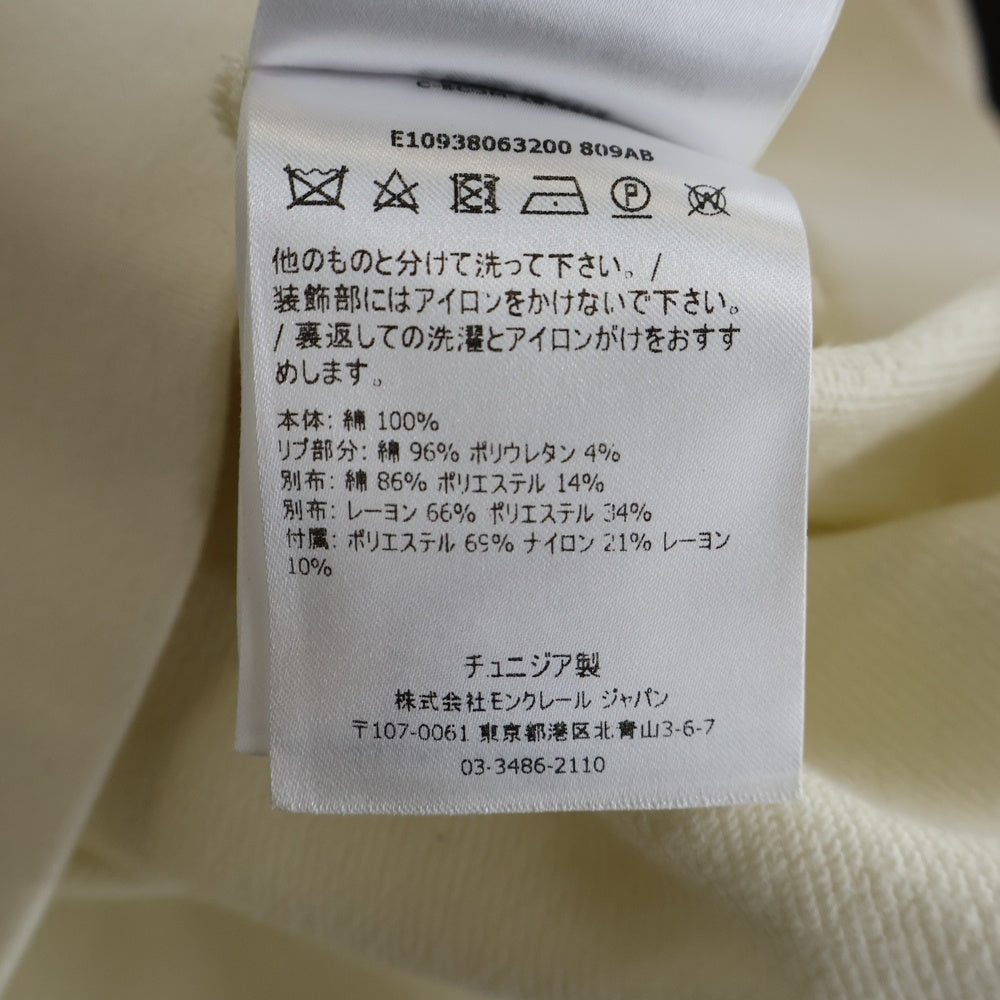 E10938063200 809AB
他のものと分けて洗って下さい。/
装飾部にはアイロンをかけないで下さい。
/ 裏返しての洗濯とアイロンがけをおすす
めします。
本体: 綿 100%
リブ部分: 綿 96% ポリウレタン 4%
別布: 綿 86% ポリエステル 14%
別布: レーヨン 66% ポリエステル 34%
付属: ポリエステル 69% ナイロン 21% レーヨン
10%
チュニジア製
株式会社モンクレール ジャパン
〒107-0061 東京都港区北青山3-6-7
03-3486-2110